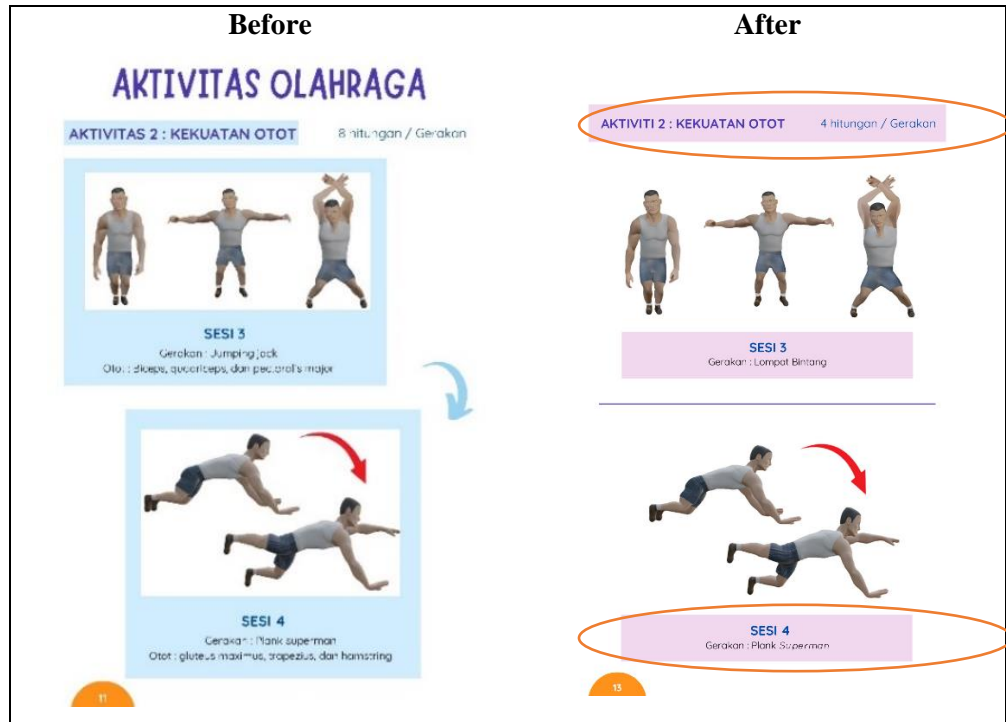 Before
AKTIVITAS OLAHRAGA
AKTIVITAS 2 : KEKUATAN OTOT 8 hitungan / Gerakan
SESI 3
Gerakan : Jumping jack
Otot : Biceps, quadriceps, dan pectoralis major
SESI 4
Gerakan : Plank superman
Otot : gluteus maximus, trapezius, dan hamstring
11
After
AKTIVITI 2 : KEKUATAN OTOT 4 hitungan / Gerakan
SESI 3
Gerakan : Lompat Bintang
SESI 4
Gerakan : Plank Superman
13